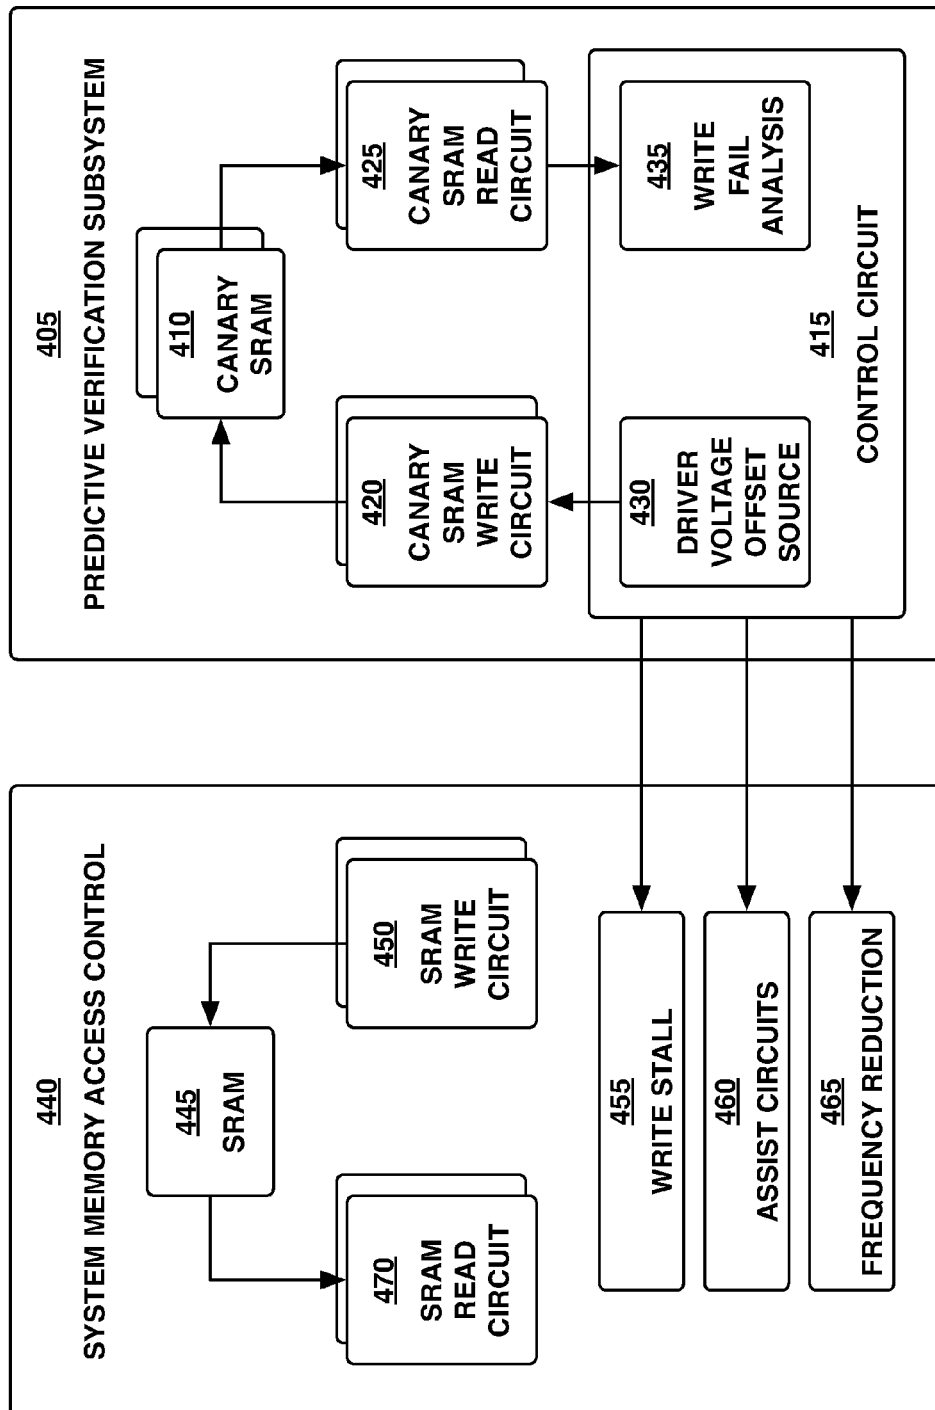 440
SYSTEM MEMORY ACCESS CONTROL
445
SRAM
470
SRAM
READ
CIRCUIT
450
SRAM
WRITE
CIRCUIT
455
WRITE STALL
460
ASSIST CIRCUITS
465
FREQUENCY REDUCTION
405
PREDICTIVE VERIFICATION SUBSYSTEM
410
CANARY
SRAM
420
CANARY
SRAM
WRITE
CIRCUIT
425
CANARY
SRAM
READ
CIRCUIT
430
DRIVER
VOLTAGE
OFFSET
SOURCE
435
WRITE
FAIL
ANALYSIS
415
CONTROL CIRCUIT